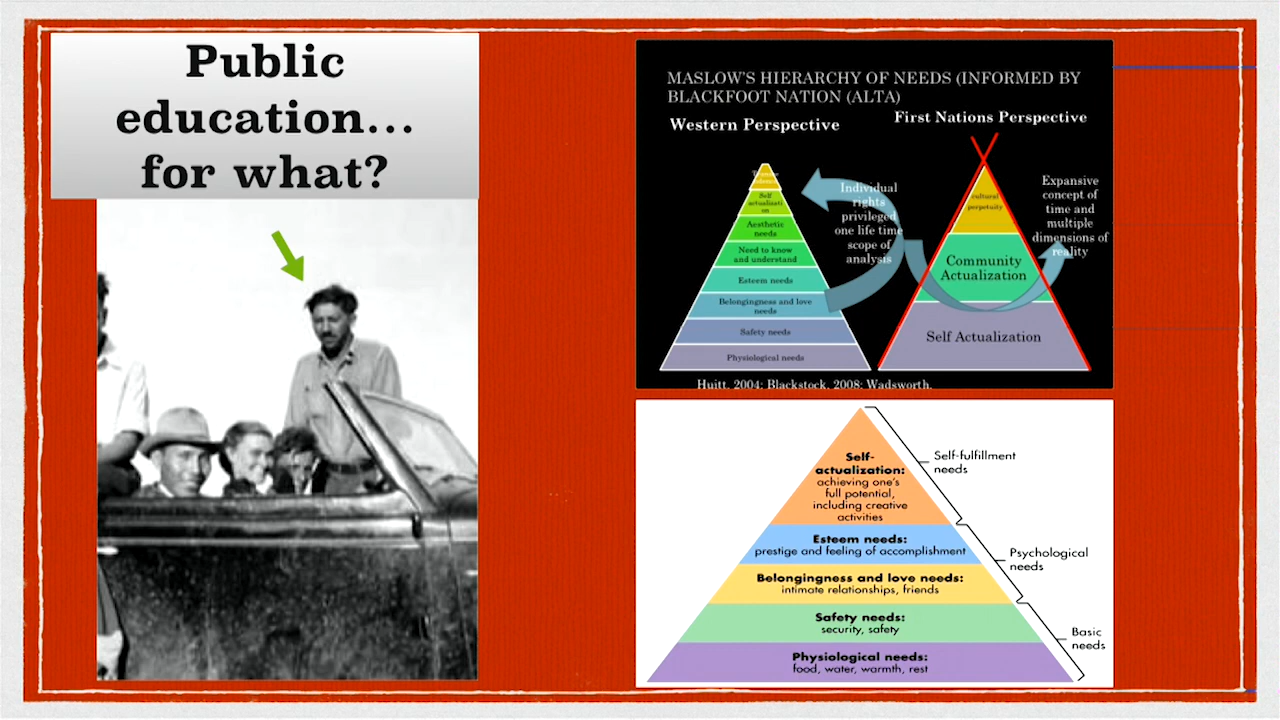 Public
education...
for what?
MASLOW'S HIERARCHY OF NEEDS (INFORMED BY
BLACKFOOT NATION (ALTA)
Western Perspective
First Nations Perspective
Self
actualizati
on
Aesthetic
needs
Need to know
and understand
Esteem needs
Belongingness and love
needs
Safety needs
Physiological needs
Individual
rights
privileged
one life time
scope of
analysis
cultural
perpetuity
Community
Actualization
Self Actualization
Expansive
concept of
time and
multiple
dimensions of
reality
Huitt, 2004; Blackstock, 2008; Wadsworth,
Self-
actualization:
achieving one's
full potential,
including creative
activities
Esteem needs:
prestige and feeling of accomplishment
Belongingness and love needs:
intimate relationships, friends
Safety needs:
security, safety
Physiological needs:
food, water, warmth, rest
Self-fulfillment
needs
Psychological
needs
Basic
needs